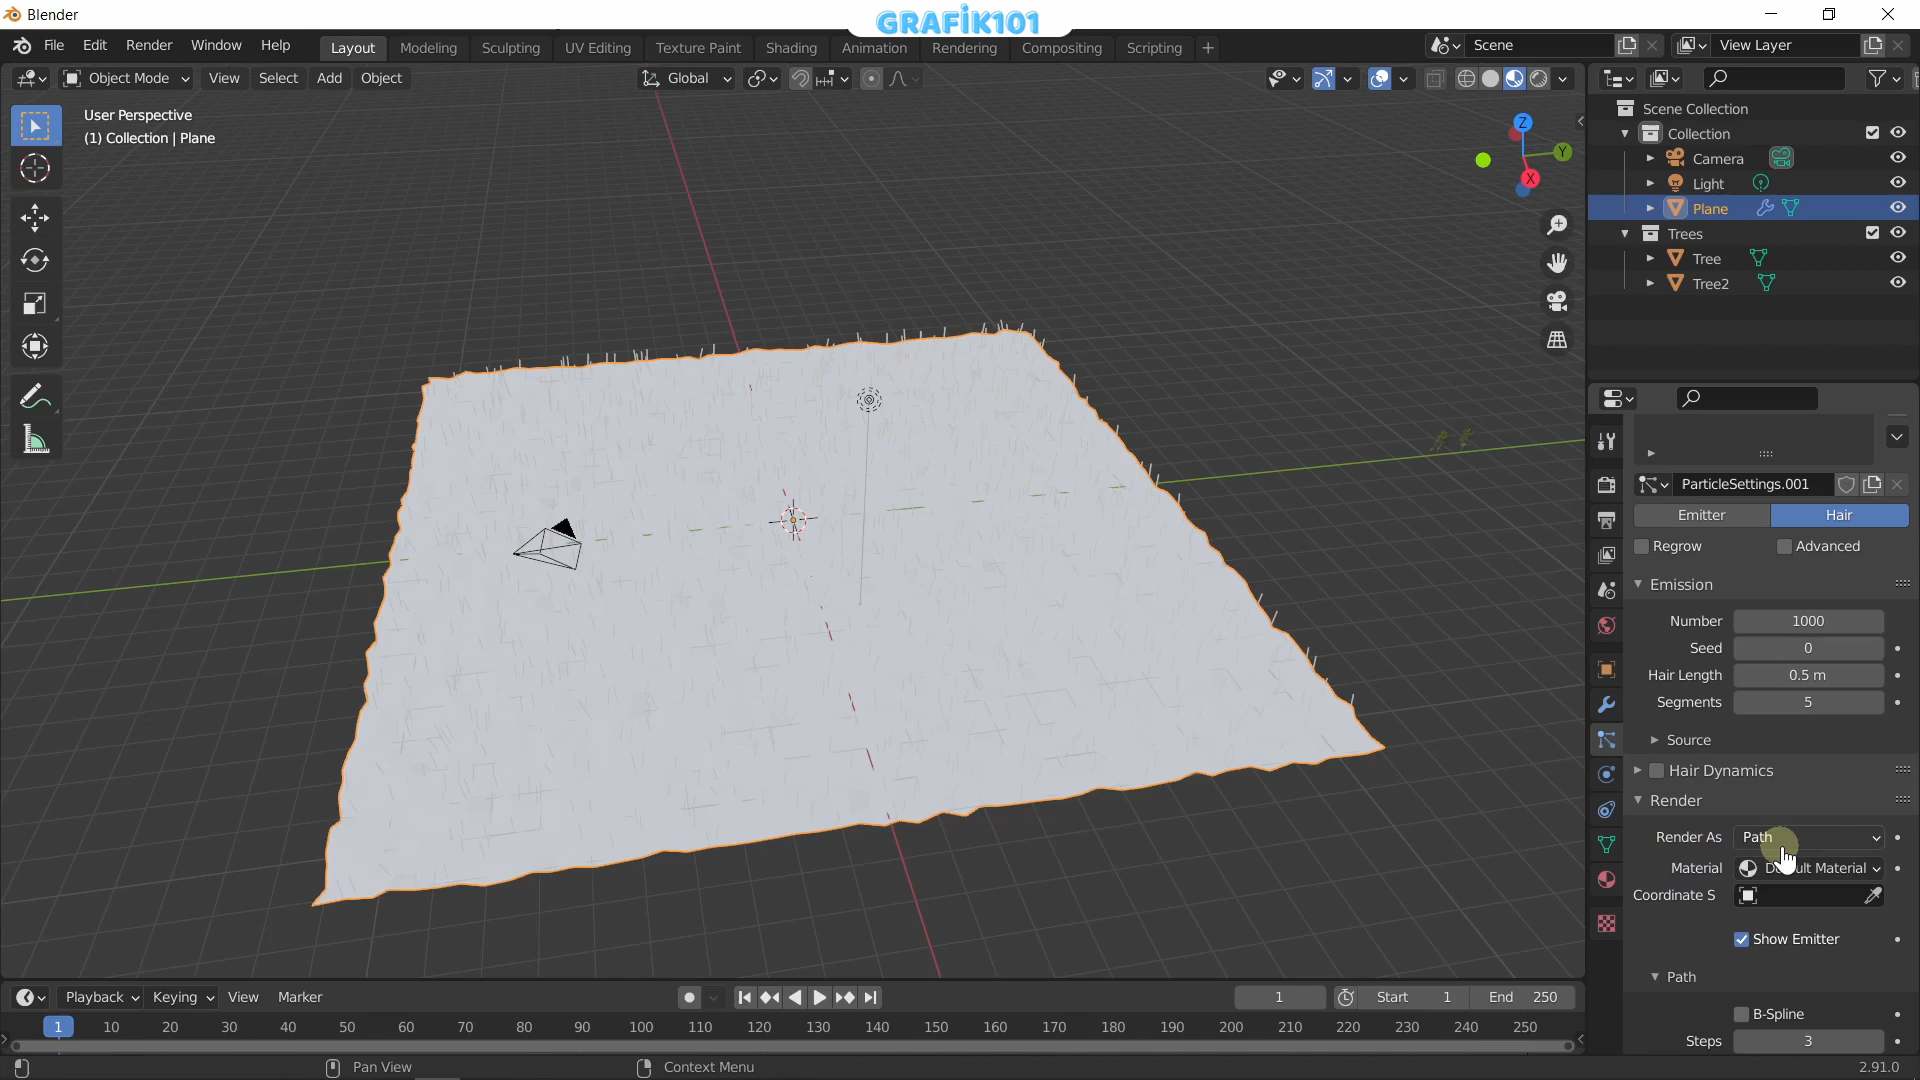 Blender
GRAFİK101
File Edit Render Window Help
Layout Modeling Sculpting UV Editing Texture Paint Shading Animation Rendering Compositing Scripting +
Scene
View Layer
Object Mode View Select Add Object
Global
User Perspective
(1) Collection | Plane
Z
Y
X
Scene Collection
Collection
Camera
Light
Plane
Trees
Tree
Tree2
ParticleSettings.001
Emitter Hair
Regrow Advanced
Emission
Number 1000
Seed 0
Hair Length 0.5 m
Segments 5
Source
Hair Dynamics
Render
Render As Path
Material Material
Coordinate S
Show Emitter
Path
B-Spline
Steps 3
Playback Keying View Marker
1 Start 1 End 250
1 10 20 30 40 50 60 70 80 90 100 110 120 130 140 150 160 170 180 190 200 210 220 230 240 250
Pan View Context Menu 2.91.0